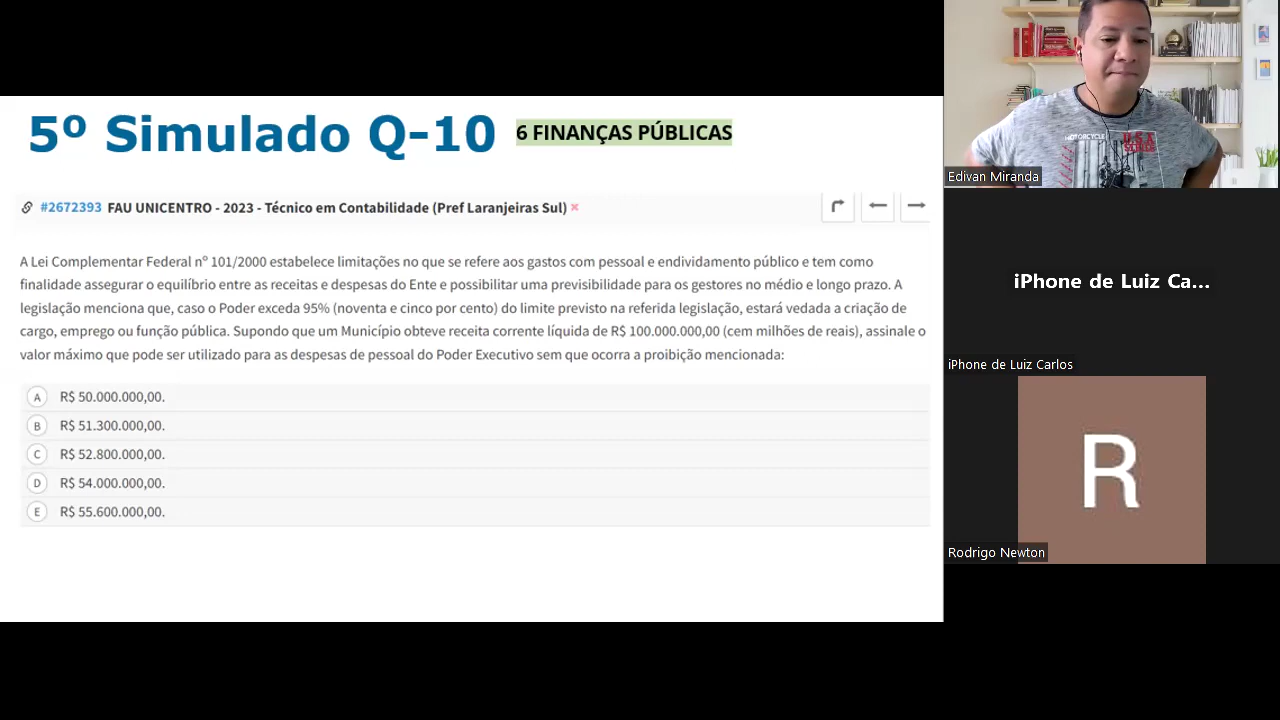 5º Simulado Q-10
6 FINANÇAS PÚBLICAS
#2672393 FAU UNICENTRO - 2023 - Técnico em Contabilidade (Pref Laranjeiras Sul)
A Lei Complementar Federal nº 101/2000 estabelece limitações no que se refere aos gastos com pessoal e endividamento público e tem como
finalidade assegurar o equilíbrio entre as receitas e despesas do Ente e possibilitar uma previsibilidade para os gestores no médio e longo prazo. A
legislação menciona que, caso o Poder exceda 95% (noventa e cinco por cento) do limite previsto na referida legislação, estará vedada a criação de
cargo, emprego ou função pública. Supondo que um Município obteve receita corrente líquida de R$ 100.000.000,00 (cem milhões de reais), assinale o
valor máximo que pode ser utilizado para as despesas de pessoal do Poder Executivo sem que ocorra a proibição mencionada:
A R$ 50.000.000,00.
B R$ 51.300.000,00.
C R$ 52.800.000,00.
D R$ 54.000.000,00.
E R$ 55.600.000,00.
MOTORCYCLE
U.S.A
Edivan Miranda
iPhone de Luiz Ca...
iPhone de Luiz Carlos
R
Rodrigo Newton